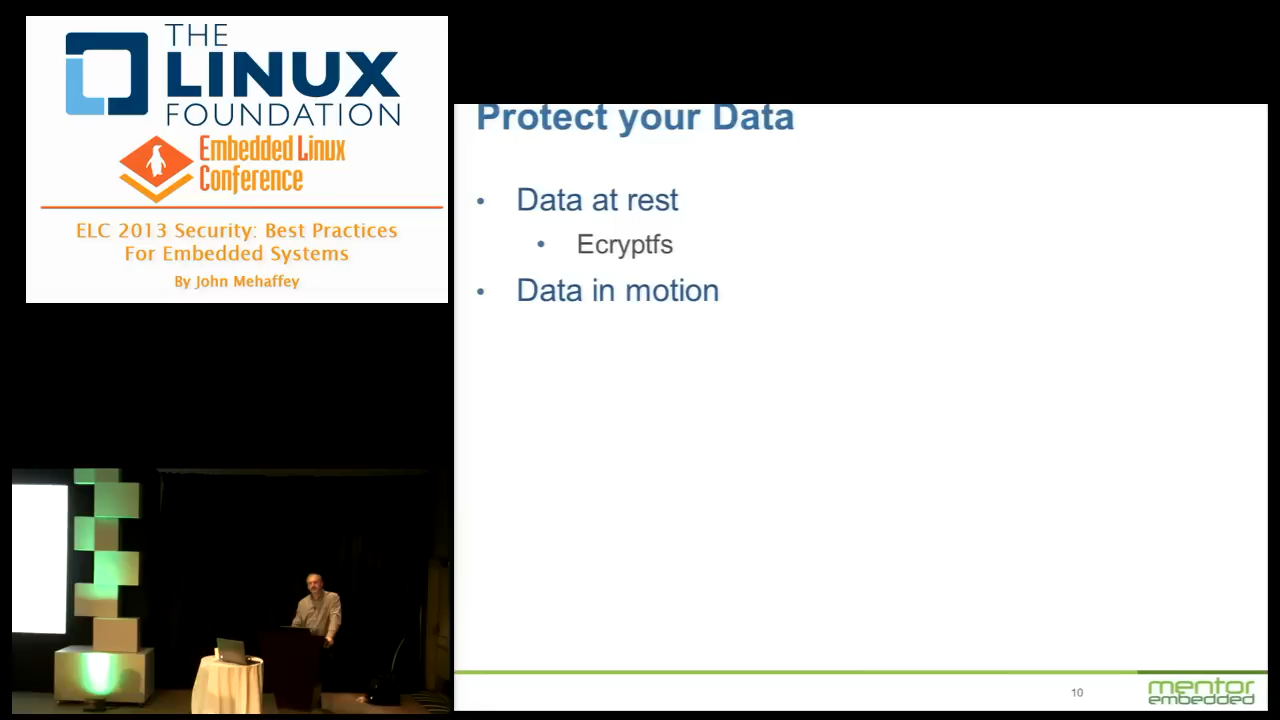 THE
LINUX
FOUNDATION
Embedded Linux
Conference
ELC 2013 Security: Best Practices
For Embedded Systems
By John Mehaffey
Protect your Data
• Data at rest
• Ecryptfs
• Data in motion
10
mentor
embedded